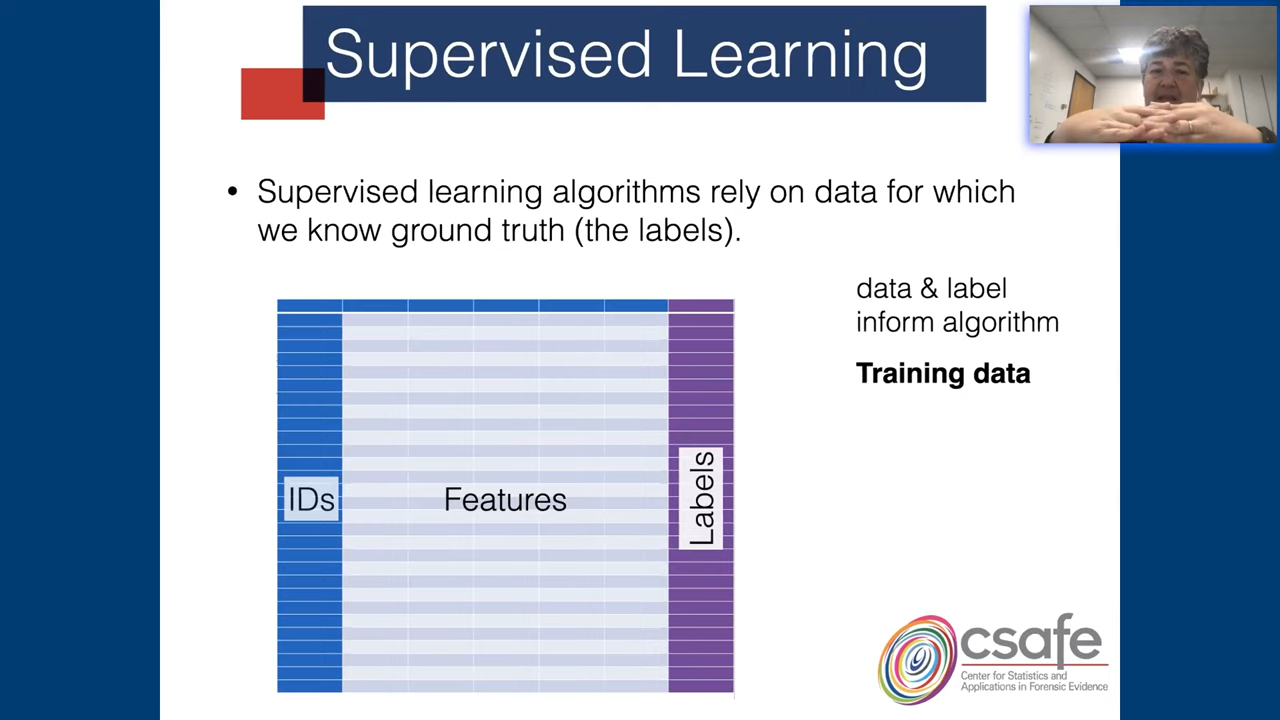 Supervised Learning
• Supervised learning algorithms rely on data for which
we know ground truth (the labels).
data & label
inform algorithm
Training data
IDs
Features
Labels
csafe
Center for Statistics and
Applications in Forensic Evidence